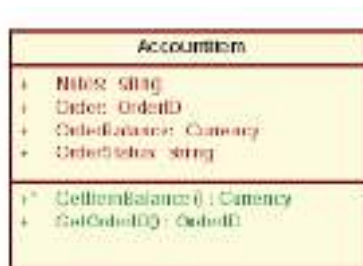 AccountItem
+ Notes: string
+ Order: OrderID
+ OrderBalance: Currency
+ OrderStatus: string
+* GetItemBalance() : Currency
+ GetOrderID() : OrderID